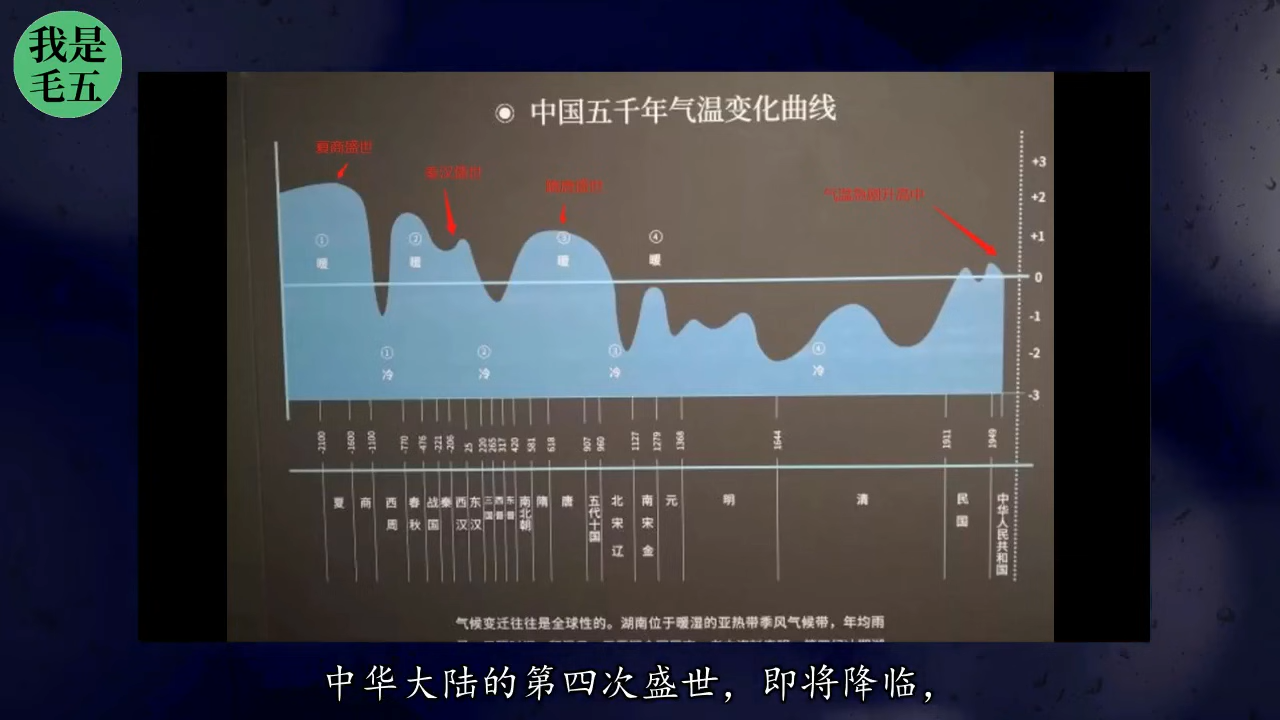 我是
毛五
中国五千年气温变化曲线
夏商盛世
秦汉盛世
隋唐盛世
气温热剧升高中
+3
+2
+1
0
-1
-2
-3
① ② ③ ④
暖 暖 暖 暖
① ② ③ ④
冷 冷 冷 冷
-2100 -1600 -1100 -770 -476 -221 -206 25 220 265 317 420 581 618 907 960 1127 1279 1368 1644 1911 1949
夏 商 西周 春秋 战国 秦 西汉 东汉 三国 西晋 东晋 南北朝 隋 唐 五代十国 北宋 辽 南宋 金 元 明 清 民国 中华人民共和国
气候变迁往往是全球性的。湖南位于暖湿的亚热带季风气候带，年均雨
中华大陆的第四次盛世，即将降临，